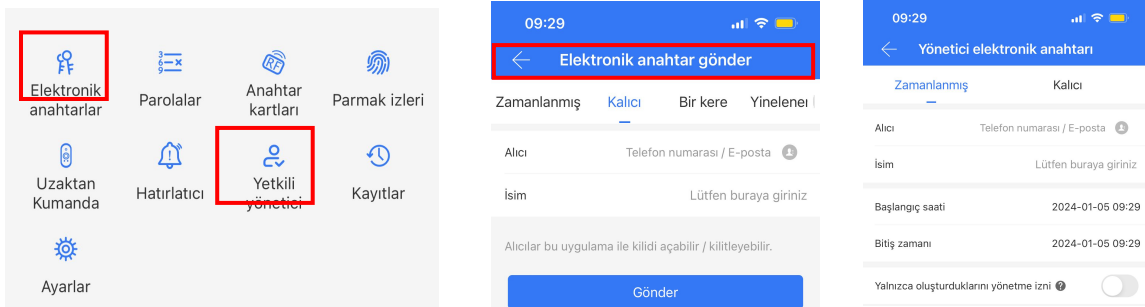 Elektronik
anahtarlar
Parolalar
Anahtar
kartları
Parmak izleri
Uzaktan
Kumanda
Hatırlatıcı
Yetkili
yönetici
Kayıtlar
Ayarlar
09:29
Elektronik anahtar gönder
Zamanlanmış Kalıcı Bir kere Yinelenei
Alıcı Telefon numarası / E-posta
İsim Lütfen buraya giriniz
Alıcılar bu uygulama ile kilidi açabilir / kilitleyebilir.
Gönder
09:29
Yönetici elektronik anahtarı
Zamanlanmış Kalıcı
Alıcı Telefon numarası / E-posta
İsim Lütfen buraya giriniz
Başlangıç saati 2024-01-05 09:29
Bitiş zamanı 2024-01-05 09:29
Yalnızca oluşturduklarını yönetme izni